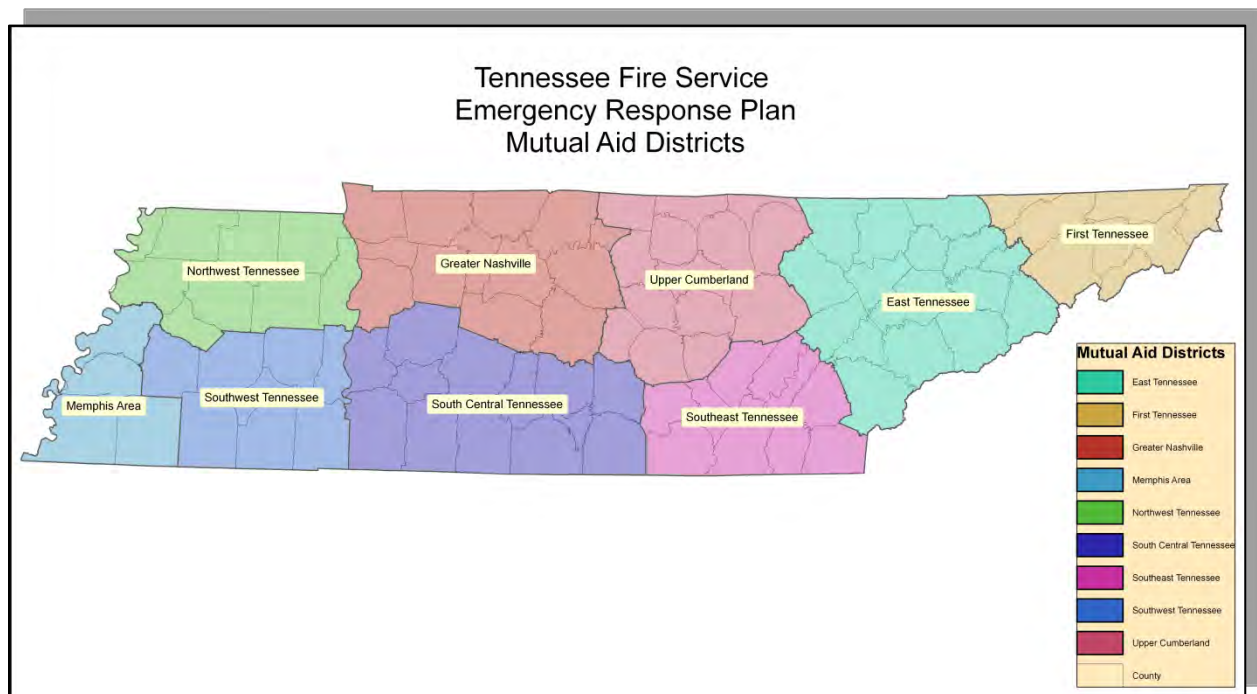 Tennessee Fire Service
Emergency Response Plan
Mutual Aid Districts
First Tennessee
Greater Nashville
Northwest Tennessee
Upper Cumberland
East Tennessee
Southwest Tennessee
Memphis Area
South Central Tennessee
Southeast Tennessee
Mutual Aid Districts
East Tennessee
First Tennessee
Greater Nashville
Memphis Area
Northwest Tennessee
South Central Tennessee
Southeast Tennessee
Southwest Tennessee
Upper Cumberland
County